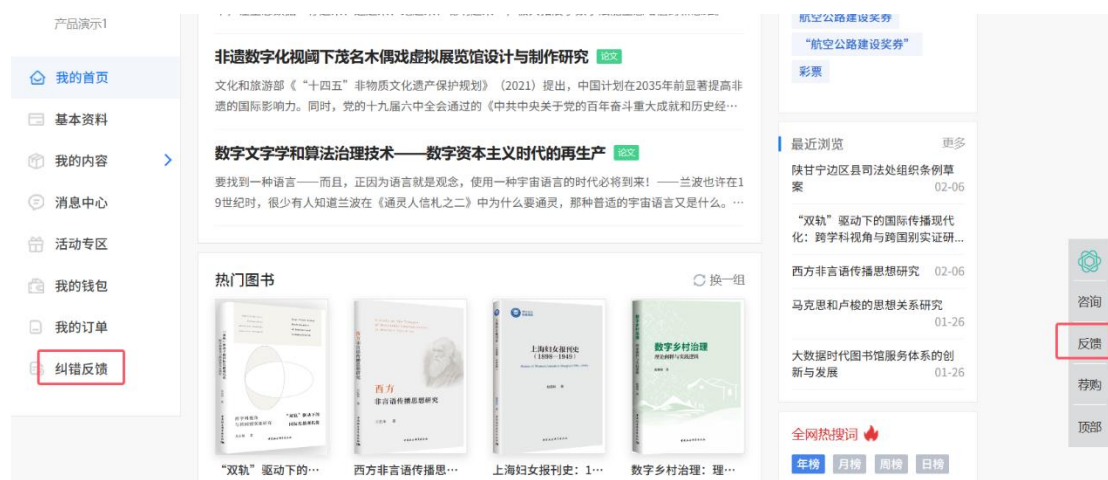 产品演示1
我的首页
基本资料
我的内容
消息中心
活动专区
我的钱包
我的订单
纠错反馈
非遗数字化视阈下茂名木偶戏虚拟展览馆设计与制作研究 论文
文化和旅游部《“十四五”非物质文化遗产保护规划》（2021）提出，中国计划在2035年前显著提高非
遗的国际影响力。同时，党的十九届六中全会通过的《中共中央关于党的百年奋斗重大成就和历史经…
数字文字学和算法治理技术——数字资本主义时代的再生产 论文
要找到一种语言——而且，正因为语言就是观念，使用一种宇宙语言的时代必将到来！——兰波也许在1
9世纪时，很少有人知道兰波在《通灵人信札之二》中为什么要通灵，那种普适的宇宙语言又是什么。…
热门图书
换一组
西方
非言语传播思想研究
上海妇女报刊史
（1898—1949）
数字乡村治理
“双轨”驱动下的…
西方非言语传播思…
上海妇女报刊史：1…
数字乡村治理：理…
航空公路建设奖券
“航空公路建设奖券”
彩票
最近浏览
更多
陕甘宁边区县司法处组织条例草
案 02-06
“双轨”驱动下的国际传播现代
化：跨学科视角与跨国别实证研...
西方非言语传播思想研究 02-06
马克思和卢梭的思想关系研究
01-26
大数据时代图书馆服务体系的创
新与发展 01-26
全网热搜词
年榜 月榜 周榜 日榜
咨询
反馈
荐购
顶部